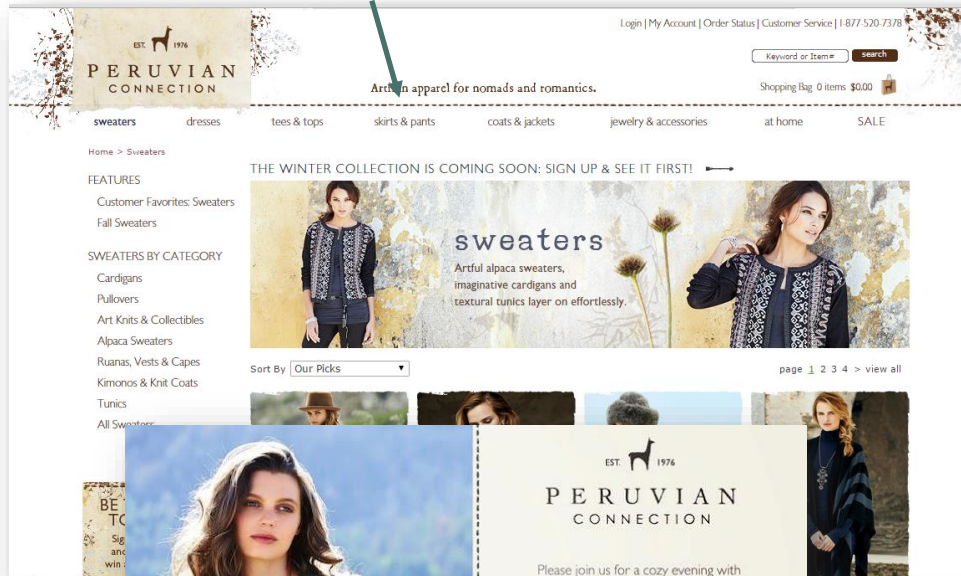 Login | My Account | Order Status | Customer Service | 1-877-520-7378
EST. 1976
PERUVIAN
CONNECTION
Keyword or Item#
search
apparel for nomads and romantics.
Shopping Bag 0 items $0.00
sweaters dresses tees & tops skirts & pants coats & jackets jewelry & accessories at home SALE
Home > Sweaters
THE WINTER COLLECTION IS COMING SOON: SIGN UP & SEE IT FIRST!
FEATURES
Customer Favorites: Sweaters
Fall Sweaters
SWEATERS BY CATEGORY
Cardigans
Pullovers
Art Knits & Collectibles
Alpaca Sweaters
Ruanas, Vests & Capes
Kimonos & Knit Coats
Tunics
All Sweaters
sweaters
Artful alpaca sweaters,
imaginative cardigans and
textural tunics layer on effortlessly.
Sort By Our Picks
page 1 2 3 4 > view all
BE
win
EST. 1976
PERUVIAN
CONNECTION
Please join us for a cozy evening with